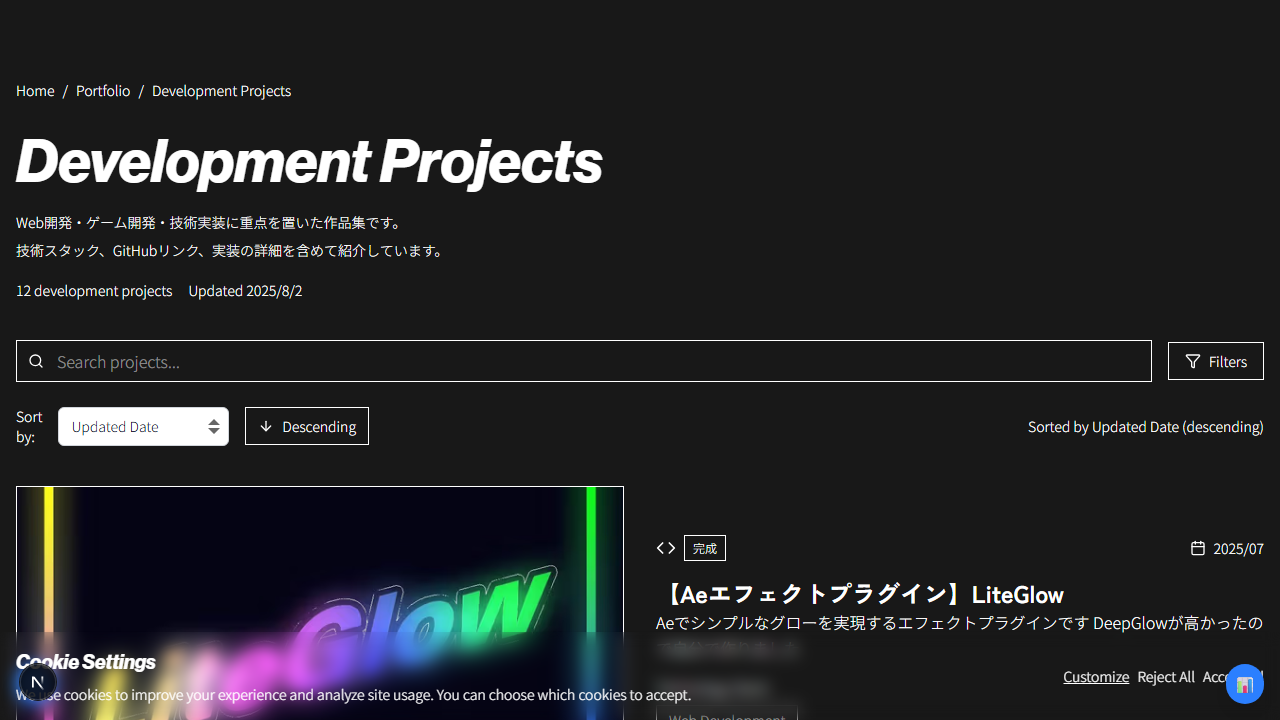 Home / Portfolio / Development Projects
Development Projects
Web開発・ゲーム開発・技術実装に重点を置いた作品集です。
技術スタック、GitHubリンク、実装の詳細を含めて紹介しています。
12 development projects Updated 2025/8/2
Search projects...
Filters
Sort by:
Updated Date
Descending
Sorted by Updated Date (descending)
完成
2025/07
【Aeエフェクトプラグイン】LiteGlow
Aeでシンプルなグローを実現するエフェクトプラグインです DeepGlowが高かったの
Glow
Cookie Settings
We use cookies to improve your experience and analyze site usage. You can choose which cookies to accept.
Customize Reject All
N
Web Development